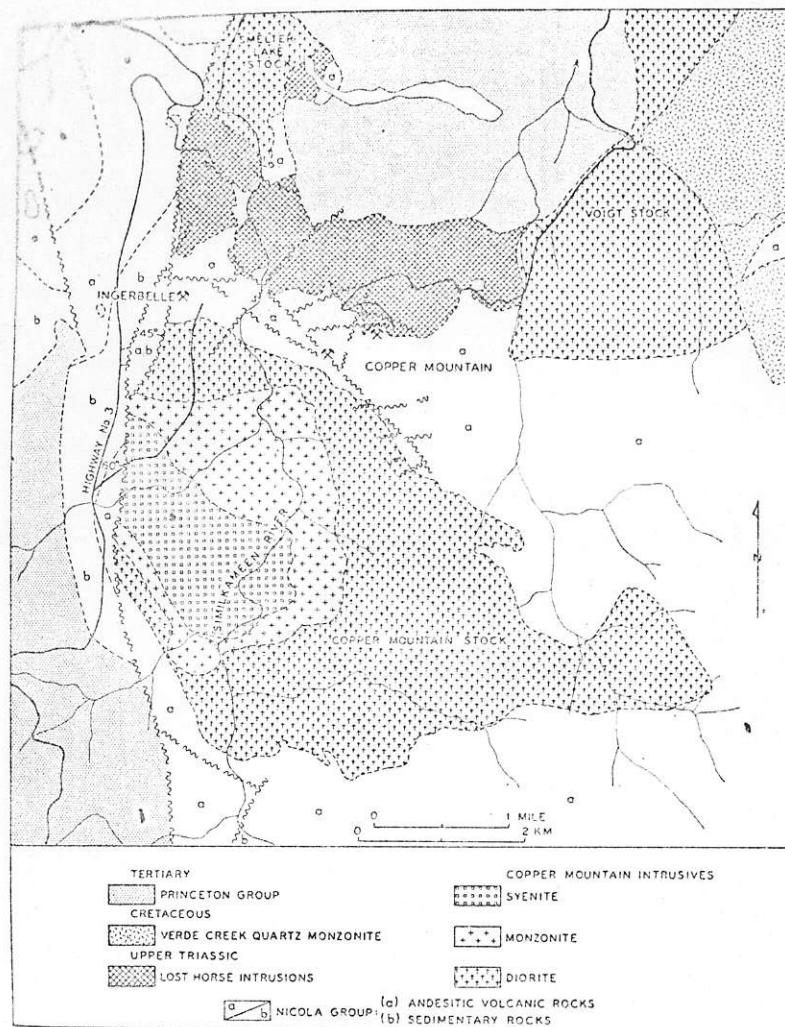 SMELTER
LAKE
STOCK
a
a
VOIGT STOCK
a
a
a
b
a
INGERBELLE
b
45°
a
a,b
COPPER MOUNTAIN
a
a
a
b
HIGHWAY No 3
60°
a
SIMILKAMEEN RIVER
N
b
COPPER MOUNTAIN STOCK
a
a
a
a
0 1 MILE
0 2 KM
TERTIARY
PRINCETON GROUP
CRETACEOUS
VERDE CREEK QUARTZ MONZONITE
UPPER TRIASSIC
LOST HORSE INTRUSIONS
COPPER MOUNTAIN INTRUSIVES
SYENITE
MONZONITE
DIORITE
a b NICOLA GROUP: (a) ANDESITIC VOLCANIC ROCKS
(b) SEDIMENTARY ROCKS